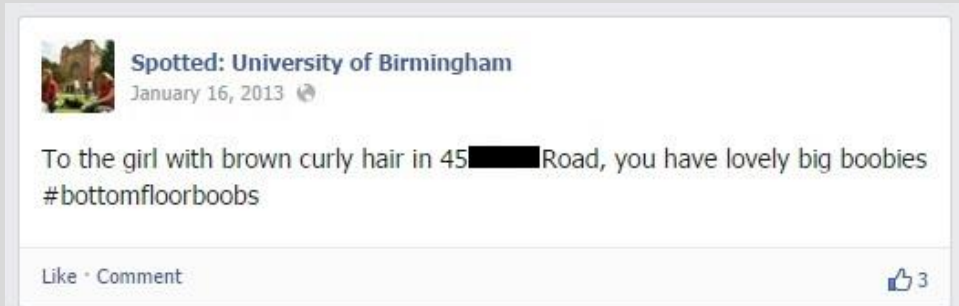 Spotted: University of Birmingham
January 16, 2013
To the girl with brown curly hair in 45 Road, you have lovely big boobies
#bottomfloorboobs
Like · Comment 3